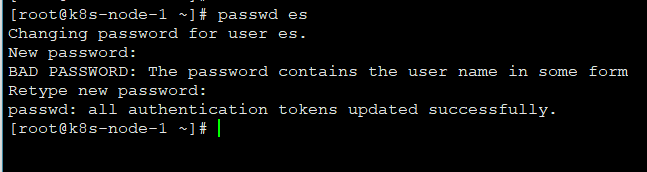 [root@k8s-node-1 ~]# passwd es
Changing password for user es.
New password:
BAD PASSWORD: The password contains the user name in some form
Retype new password:
passwd: all authentication tokens updated successfully.
[root@k8s-node-1 ~]#